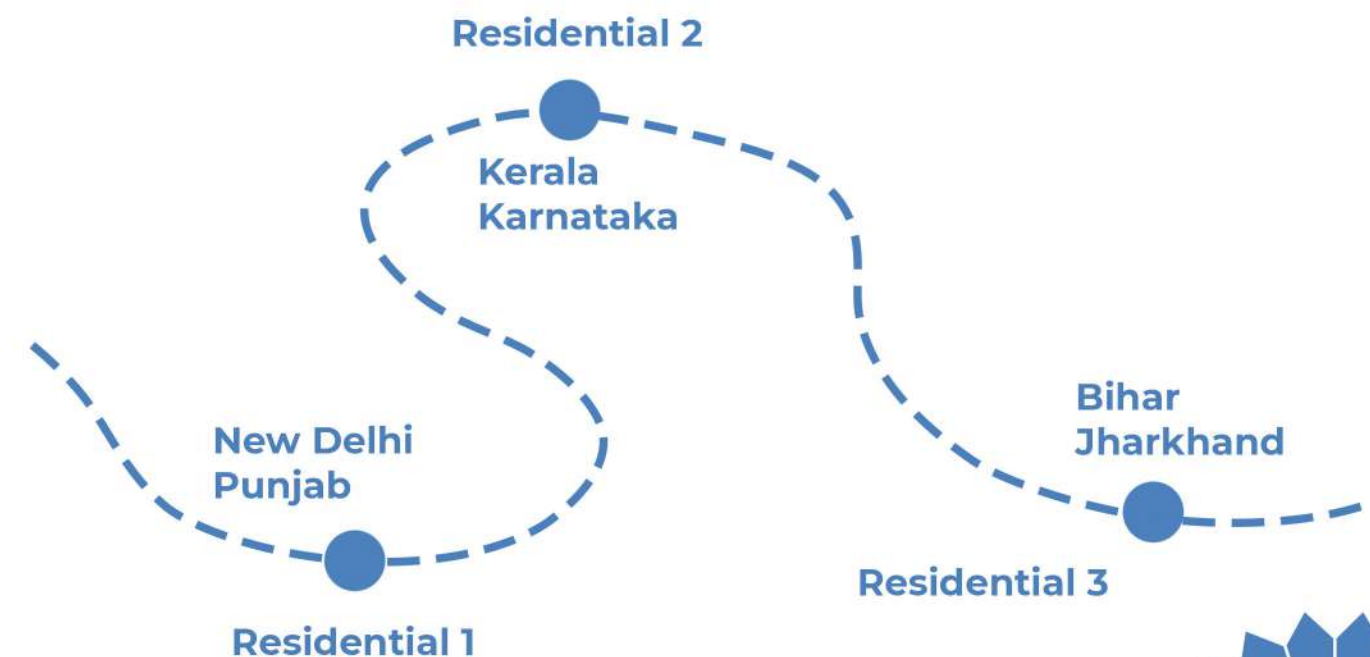 Residential 2
Kerala
Karnataka
New Delhi
Punjab
Residential 1
Bihar
Jharkhand
Residential 3